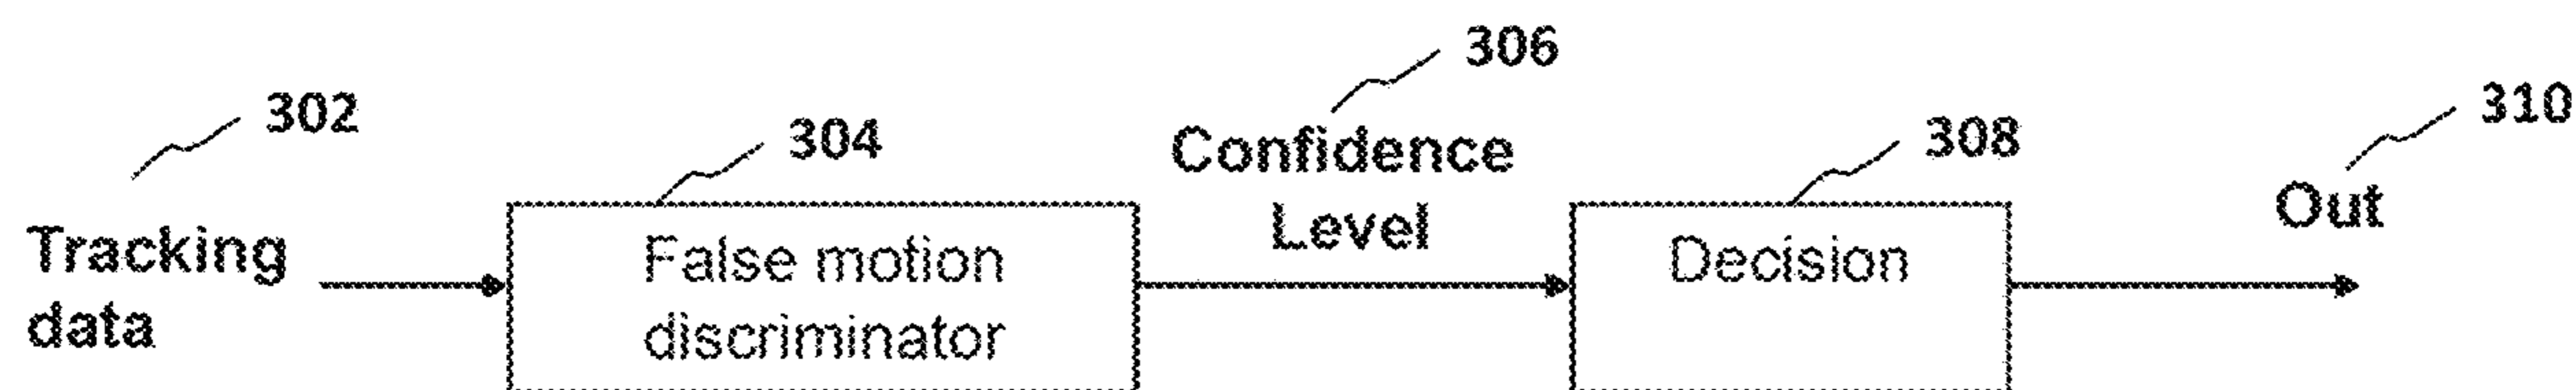 302
304
306
308
310
Tracking
data
False motion
discriminator
Confidence
Level
Decision
Out